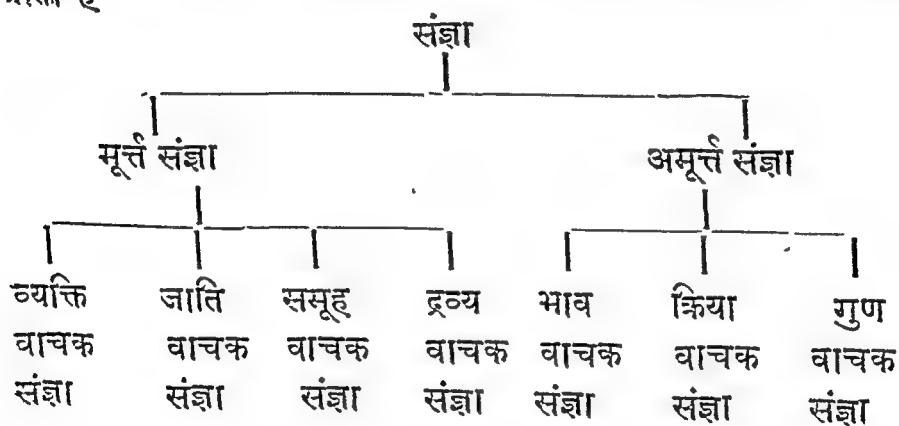 संज्ञा
मूर्त्त संज्ञा अमूर्त्त संज्ञा
व्यक्ति जाति समूह द्रव्य भाव क्रिया गुण
वाचक वाचक वाचक वाचक वाचक वाचक वाचक
संज्ञा संज्ञा संज्ञा संज्ञा संज्ञा संज्ञा संज्ञा